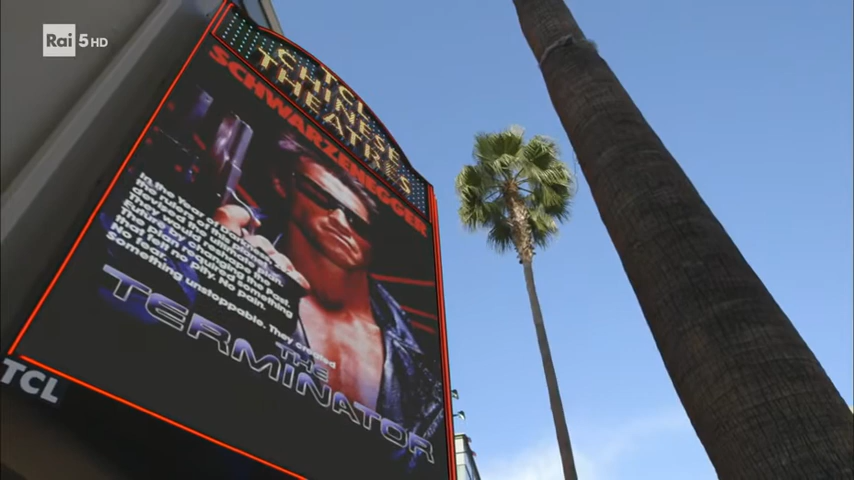 Rai 5HD
TCL
CHINESE
THEATRES
SCHWARZENEGGER
In the Year of Darkness,
the rulers of this planet
devised the ultimate plan.
They would reshape the
Future by changing the Past.
The plan required something
that felt no pity. No pain.
No fear.
Something unstoppable. They created
THE
TERMINATOR
TCL